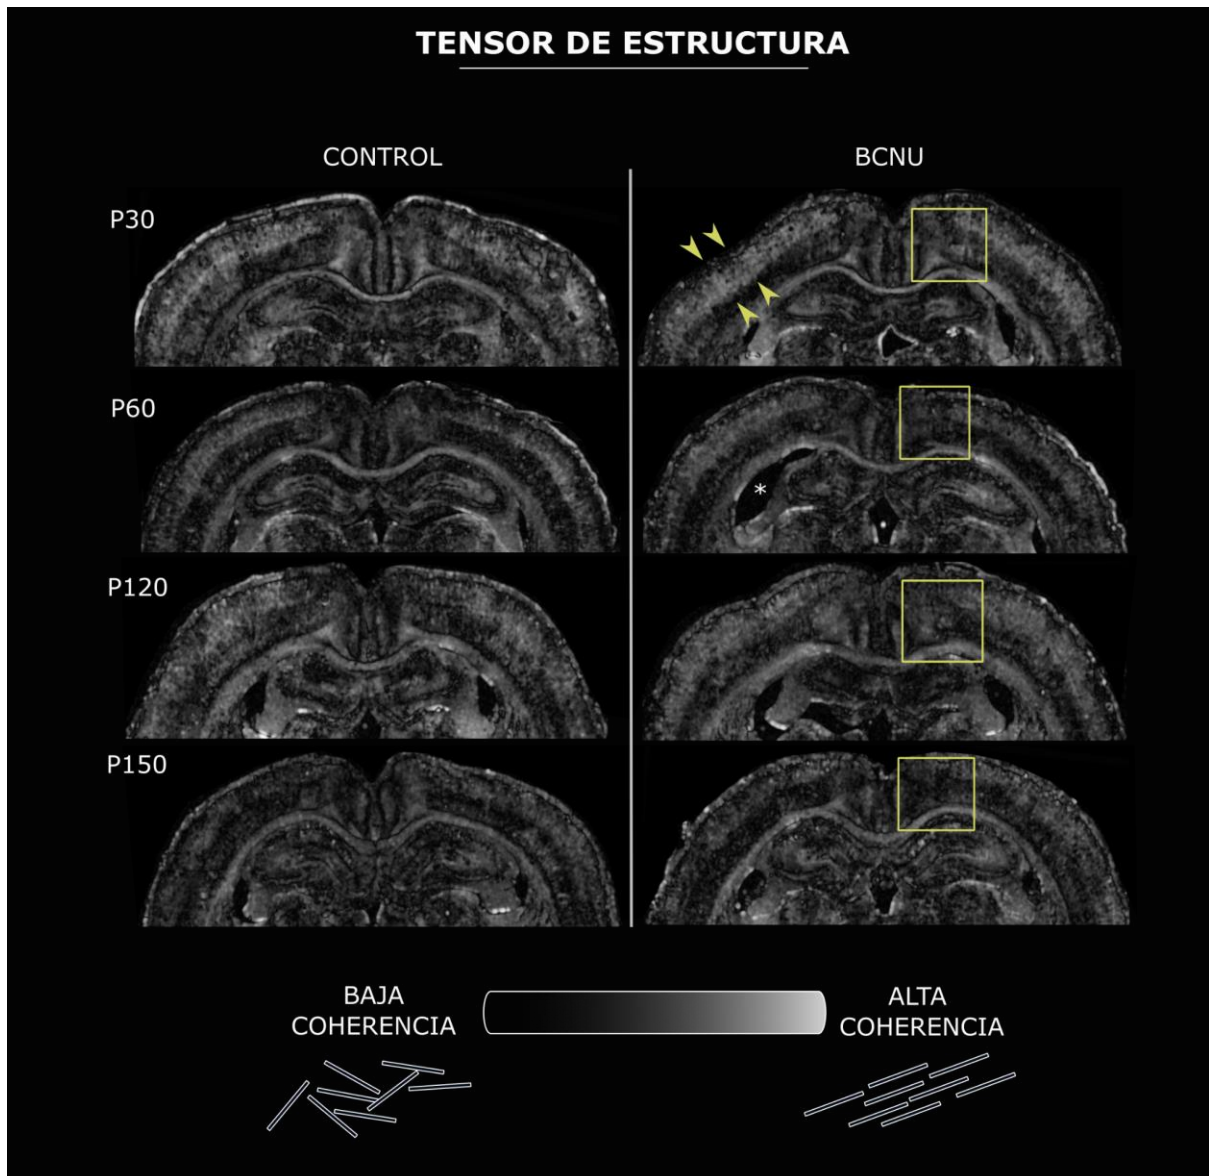 TENSOR DE ESTRUCTURA
CONTROL
BCNU
P30
P60
*
P120
P150
BAJA
COHERENCIA
ALTA
COHERENCIA